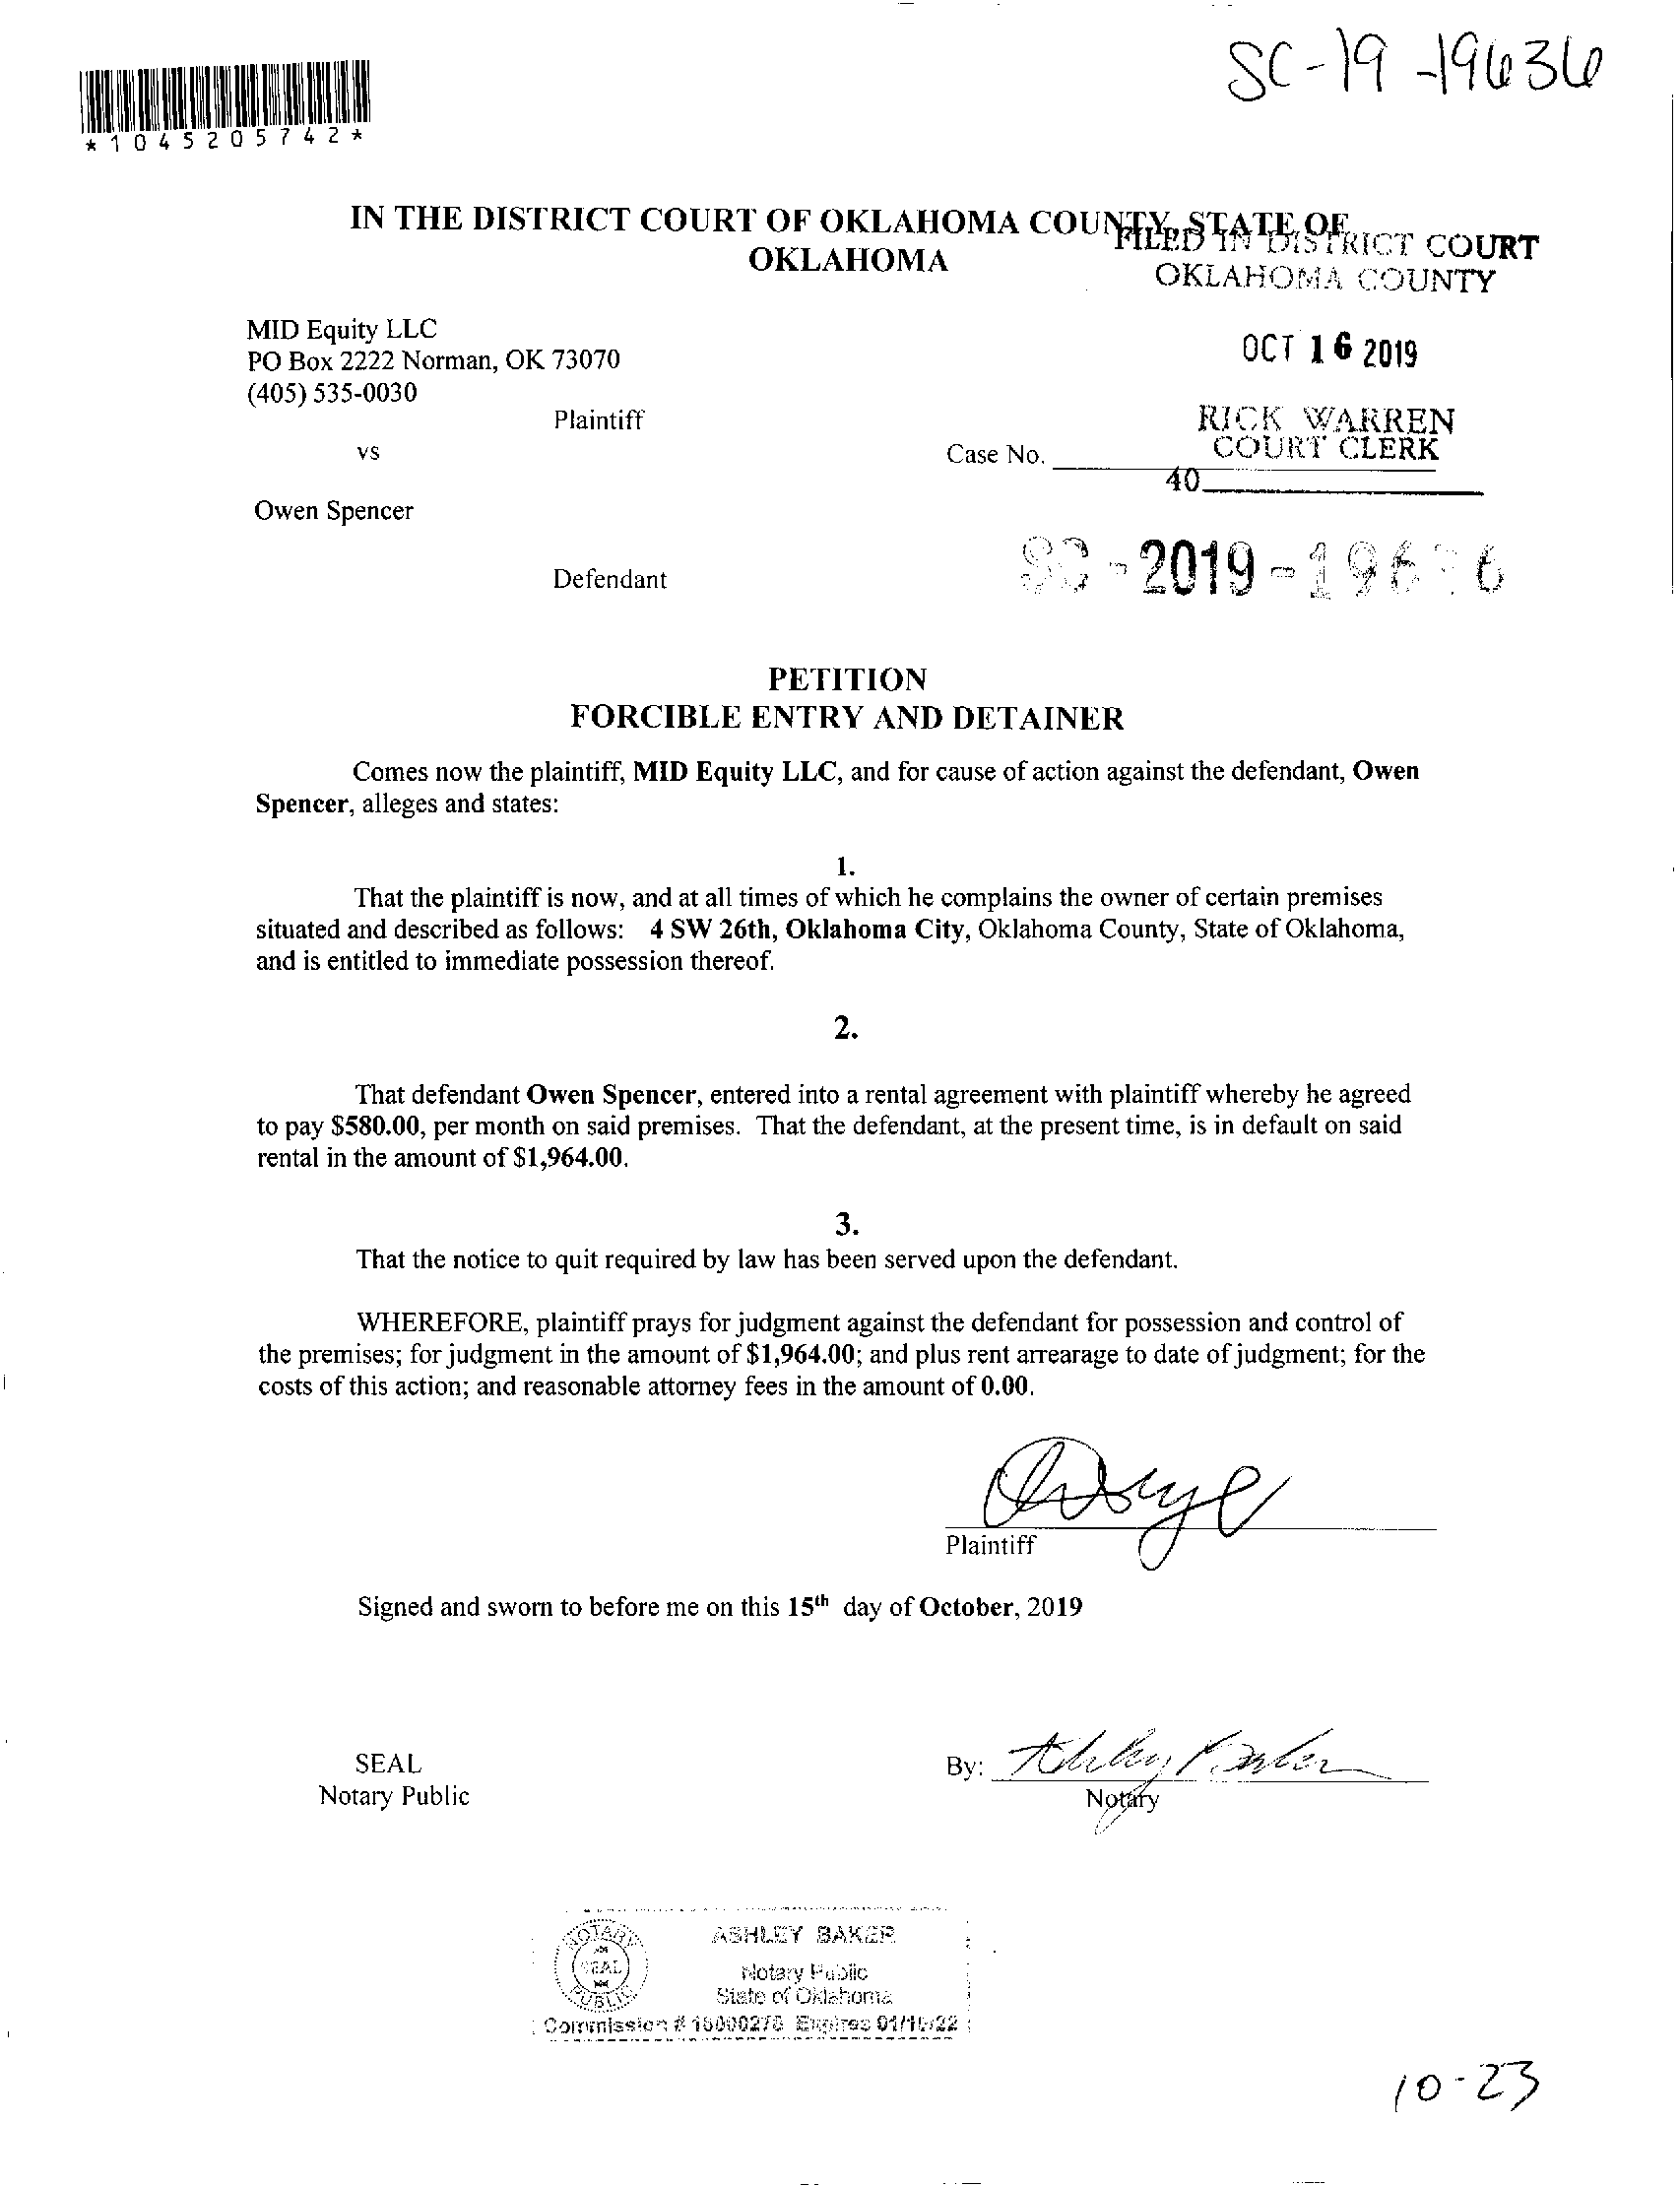 SC-19-19636
*1045205742*
IN THE DISTRICT COURT OF OKLAHOMA COUNTY, STATE OF
OKLAHOMA
FILED IN DISTRICT COURT
OKLAHOMA COUNTY
MID Equity LLC
PO Box 2222 Norman, OK 73070
(405) 535-0030
OCT 16 2019
Plaintiff
RICK WARREN
COURT CLERK
vs
Case No.
40
Owen Spencer
SC-2019-19636
Defendant
PETITION
FORCIBLE ENTRY AND DETAINER
Comes now the plaintiff, MID Equity LLC, and for cause of action against the defendant, Owen
Spencer, alleges and states:
1.
That the plaintiff is now, and at all times of which he complains the owner of certain premises
situated and described as follows: 4 SW 26th, Oklahoma City, Oklahoma County, State of Oklahoma,
and is entitled to immediate possession thereof.
2.
That defendant Owen Spencer, entered into a rental agreement with plaintiff whereby he agreed
to pay $580.00, per month on said premises. That the defendant, at the present time, is in default on said
rental in the amount of $1,964.00.
3.
That the notice to quit required by law has been served upon the defendant.
WHEREFORE, plaintiff prays for judgment against the defendant for possession and control of
the premises; for judgment in the amount of $1,964.00; and plus rent arrearage to date of judgment; for the
costs of this action; and reasonable attorney fees in the amount of 0.00.
Plaintiff
Signed and sworn to before me on this 15th day of October, 2019
SEAL
Notary Public
By: Ashley Baker
Notary
NOTARY
SEAL
PUBLIC
ASHLEY BAKER
Notary Public
State of Oklahoma
Commission # Expires
10-23